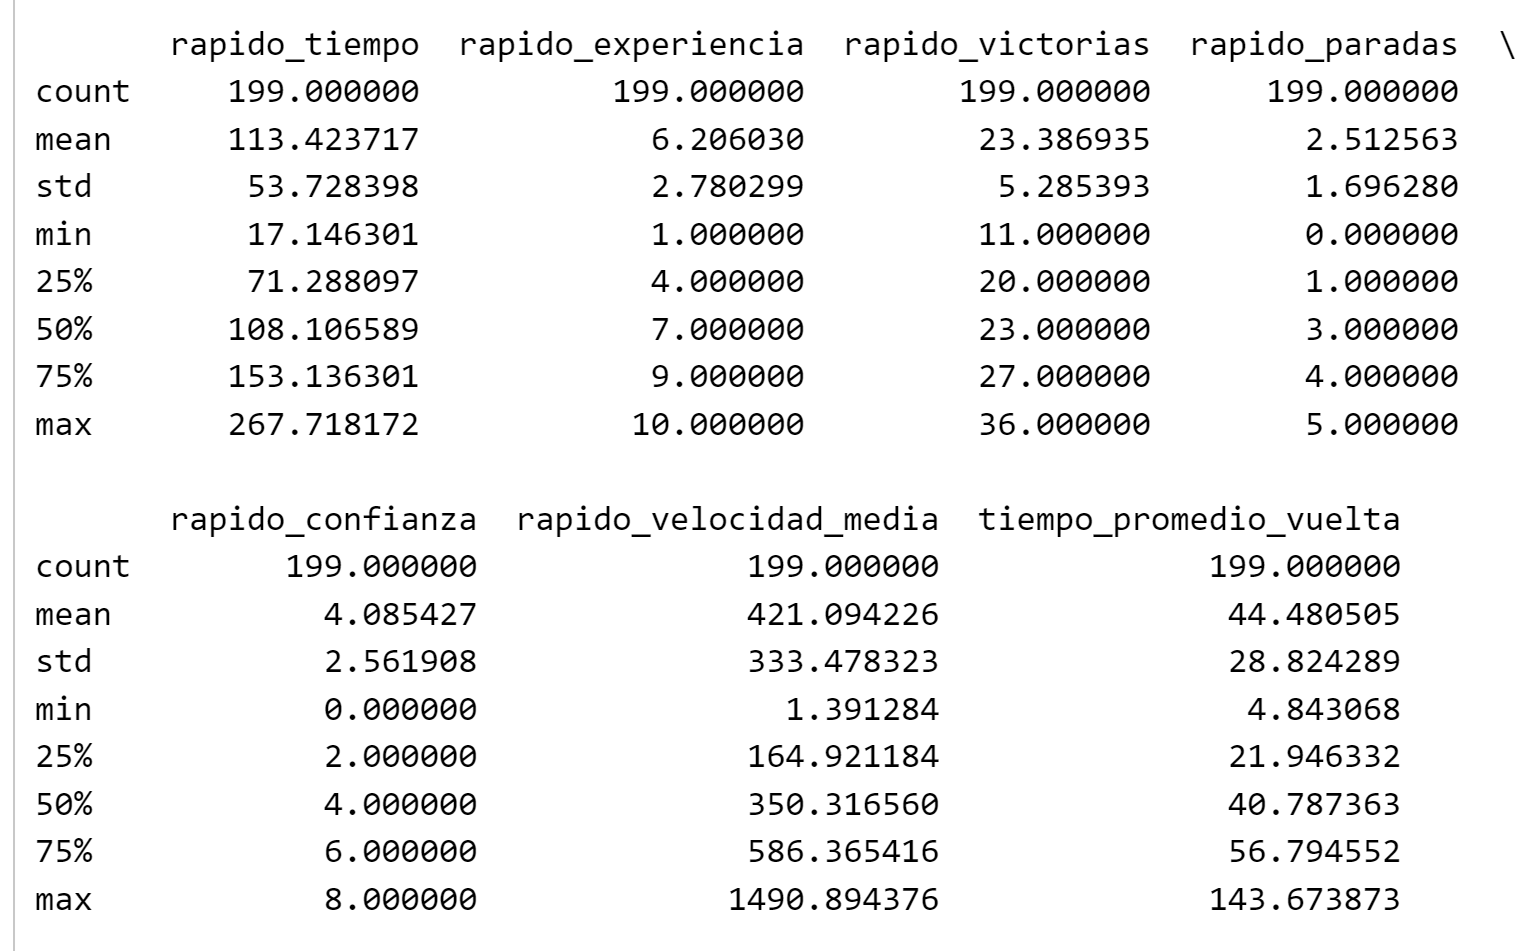 rapido_tiempo rapido_experiencia rapido_victorias rapido_paradas \
count 199.000000 199.000000 199.000000 199.000000
mean 113.423717 6.206030 23.386935 2.512563
std 53.728398 2.780299 5.285393 1.696280
min 17.146301 1.000000 11.000000 0.000000
25% 71.288097 4.000000 20.000000 1.000000
50% 108.106589 7.000000 23.000000 3.000000
75% 153.136301 9.000000 27.000000 4.000000
max 267.718172 10.000000 36.000000 5.000000
rapido_confianza rapido_velocidad_media tiempo_promedio_vuelta
count 199.000000 199.000000 199.000000
mean 4.085427 421.094226 44.480505
std 2.561908 333.478323 28.824289
min 0.000000 1.391284 4.843068
25% 2.000000 164.921184 21.946332
50% 4.000000 350.316560 40.787363
75% 6.000000 586.365416 56.794552
max 8.000000 1490.894376 143.673873